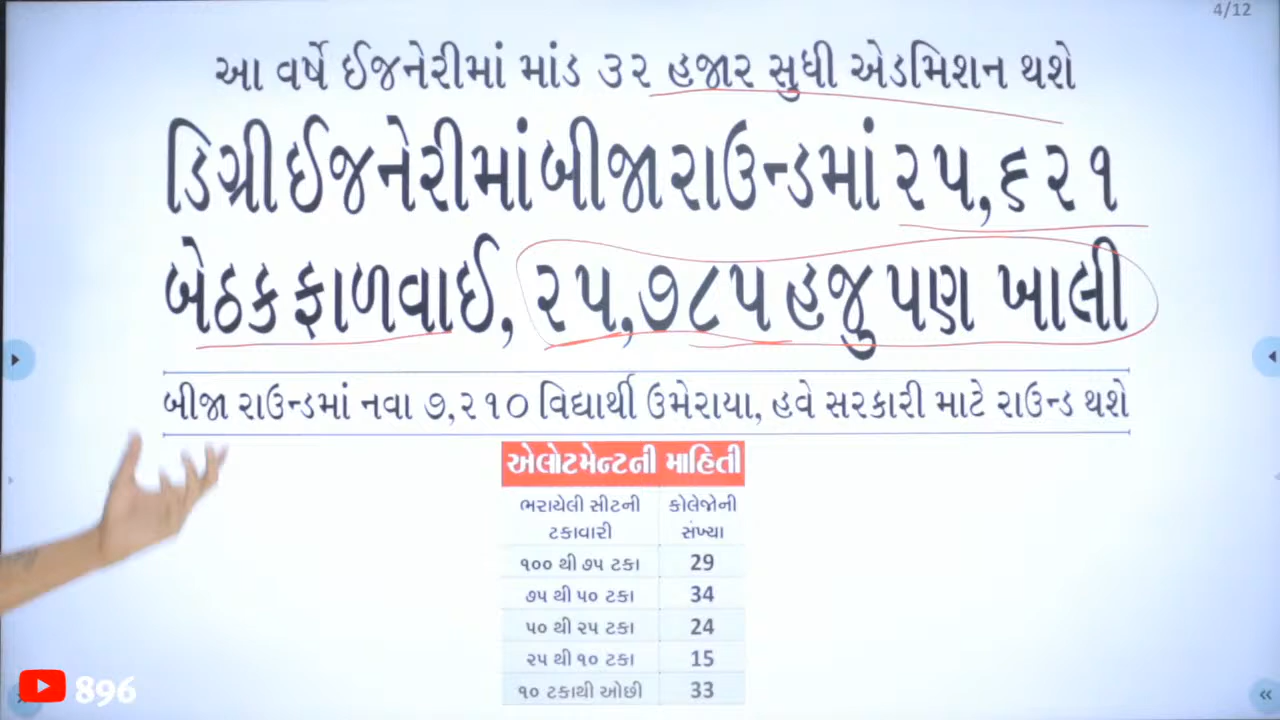 4/12
આ વર્ષે ઈજનેરીમાં માંડ ૩૨ હજાર સુધી એડમિશન થશે
ડિગ્રી ઈજનેરીમાં બીજા રાઉન્ડમાં ૨૫,૬૨૧
બેઠક ફાળવાઈ, ૨૫,૭૮૫ હજુ પણ ખાલી
બીજા રાઉન્ડમાં નવા ૭,૨૧૦ વિદ્યાર્થી ઉમેરાયા, હવે સરકારી માટે રાઉન્ડ થશે
એલોટમેન્ટની માહિતી
ભરાયેલી સીટની ટકાવારી
કોલેજોની સંખ્યા
૧૦૦ થી ૭૫ ટકા 29
૭૫ થી ૫૦ ટકા 34
૫૦ થી ૨૫ ટકા 24
૨૫ થી ૧૦ ટકા 15
૧૦ ટકાથી ઓછી 33
896